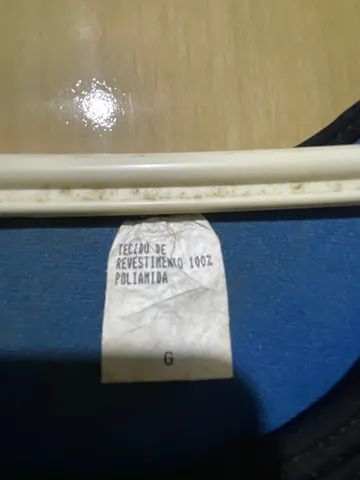 TECIDO DE
REVESTIMENTO 100%
POLIAMIDA
G